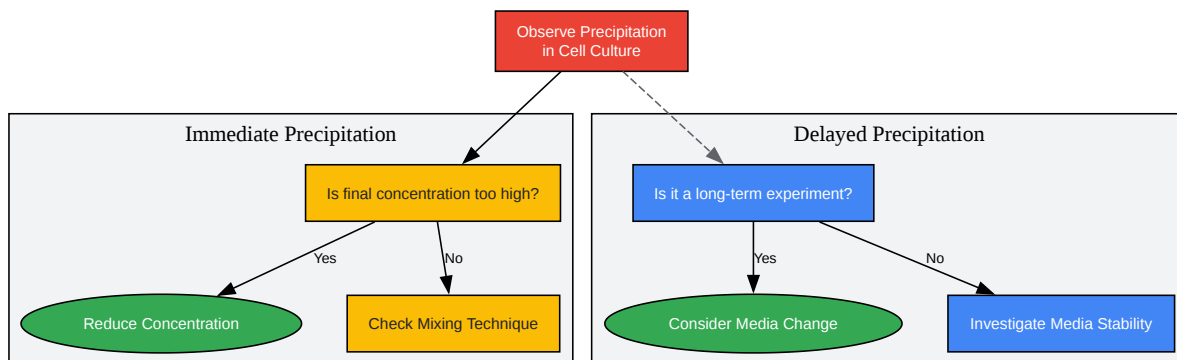 Observe Precipitation
in Cell Culture
Immediate Precipitation
Delayed Precipitation
Is final concentration too high?
Is it a long-term experiment?
Yes
No
Yes
No
Reduce Concentration
Check Mixing Technique
Consider Media Change
Investigate Media Stability